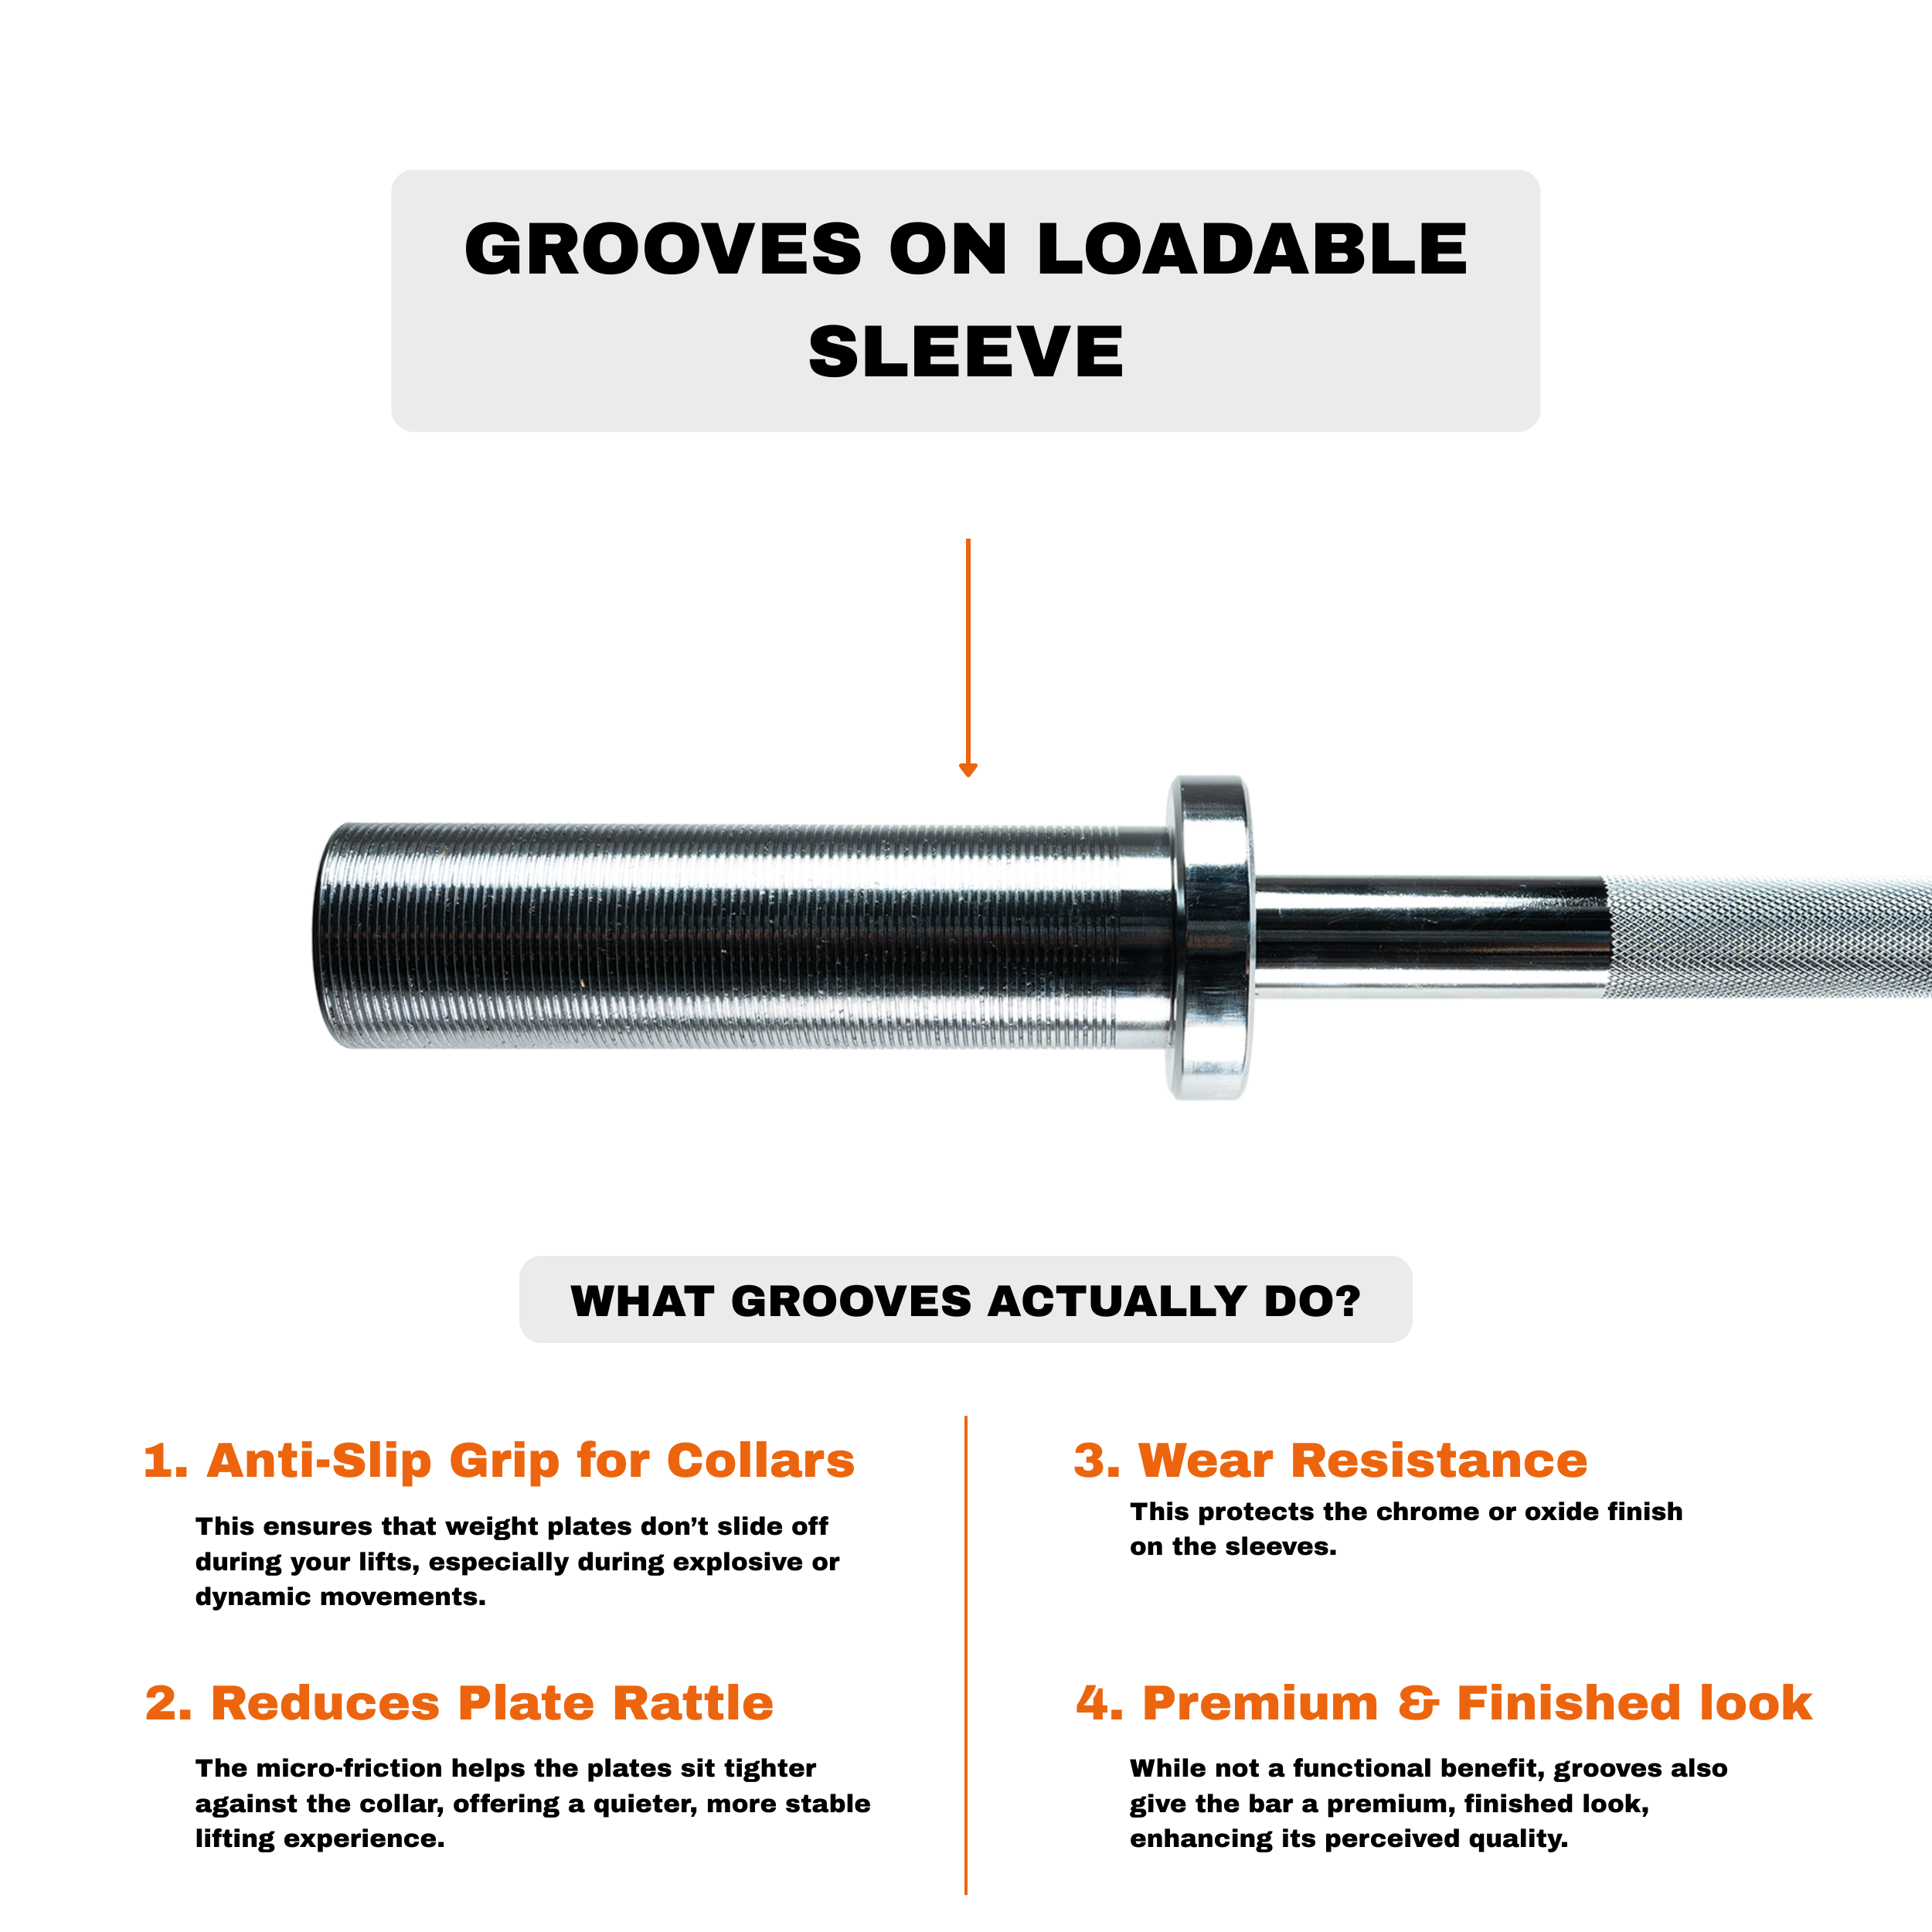 GROOVES ON LOADABLE
SLEEVE
WHAT GROOVES ACTUALLY DO?
1. Anti-Slip Grip for Collars
This ensures that weight plates don’t slide off
during your lifts, especially during explosive or
dynamic movements.
2. Reduces Plate Rattle
The micro-friction helps the plates sit tighter
against the collar, offering a quieter, more stable
lifting experience.
3. Wear Resistance
This protects the chrome or oxide finish
on the sleeves.
4. Premium & Finished look
While not a functional benefit, grooves also
give the bar a premium, finished look,
enhancing its perceived quality.